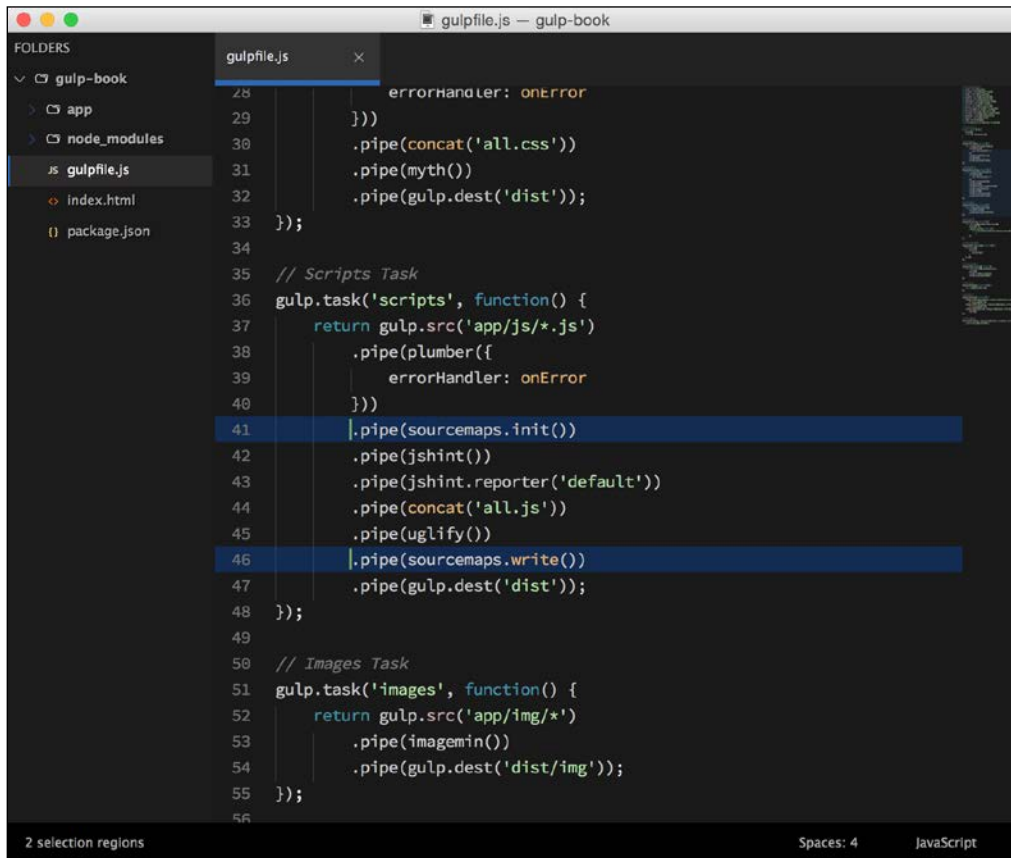 gulpfile.js — gulp-book
FOLDERS
gulp-book
app
node_modules
JS gulpfile.js
<> index.html
{} package.json
gulpfile.js ×
28             errorHandler: onError
29         }))
30         .pipe(concat('all.css'))
31         .pipe(myth())
32         .pipe(gulp.dest('dist'));
33 });
34
35 // Scripts Task
36 gulp.task('scripts', function() {
37     return gulp.src('app/js/*.js')
38         .pipe(plumber({
39             errorHandler: onError
40         }))
41         .pipe(sourcemaps.init())
42         .pipe(jshint())
43         .pipe(jshint.reporter('default'))
44         .pipe(concat('all.js'))
45         .pipe(uglify())
46         .pipe(sourcemaps.write())
47         .pipe(gulp.dest('dist'));
48 });
49
50 // Images Task
51 gulp.task('images', function() {
52     return gulp.src('app/img/*')
53         .pipe(imagemin())
54         .pipe(gulp.dest('dist/img'));
55 });
56
2 selection regions Spaces: 4 JavaScript